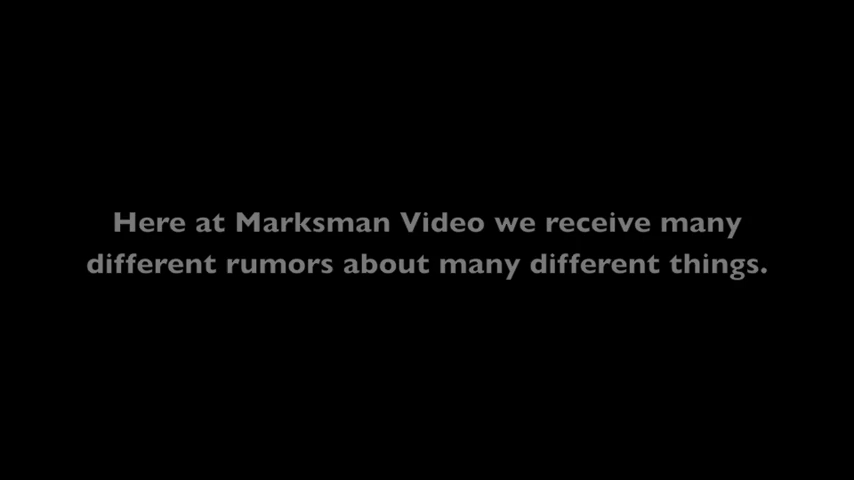 Here at Marksman Video we receive many
different rumors about many different things.